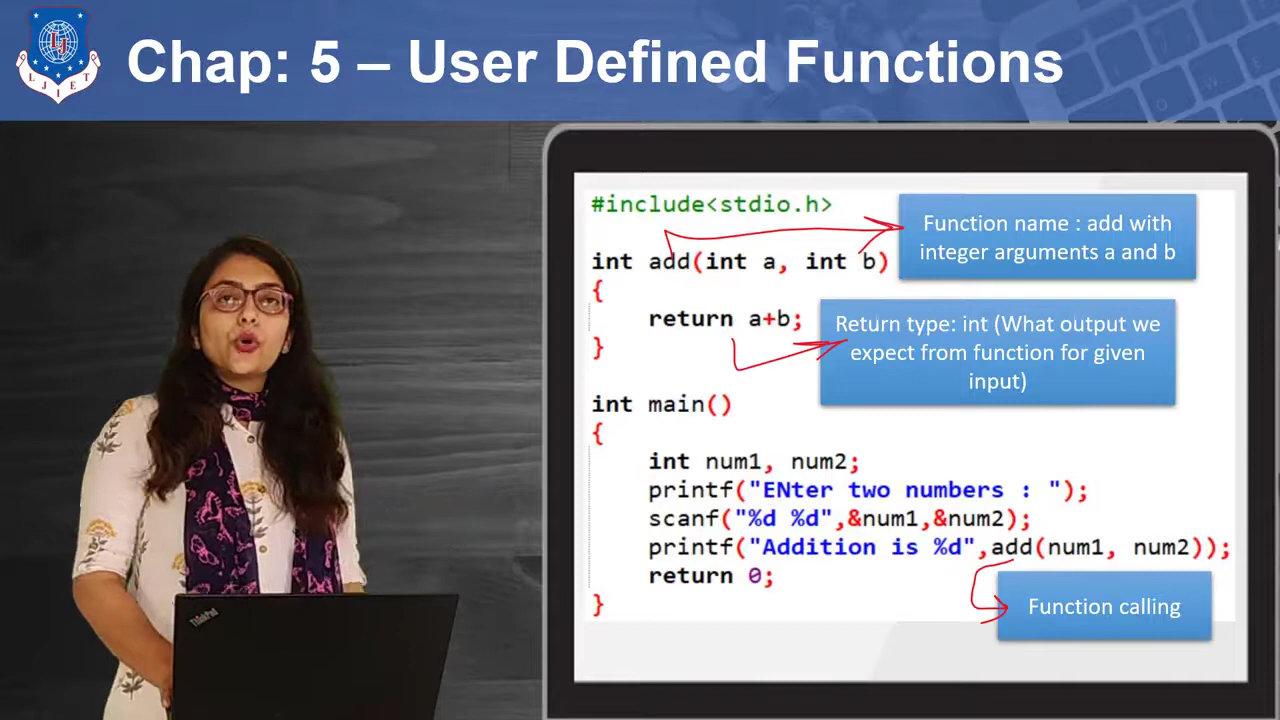 Chap: 5 – User Defined Functions
IJ
L J I E T
#include<stdio.h>
Function name : add with
integer arguments a and b
int add(int a, int b)
{
return a+b;
}
Return type: int (What output we
expect from function for given
input)
int main()
{
int num1, num2;
printf("ENter two numbers : ");
scanf("%d %d",&num1,&num2);
printf("Addition is %d",add(num1, num2));
return 0;
}
Function calling
ThinkPad